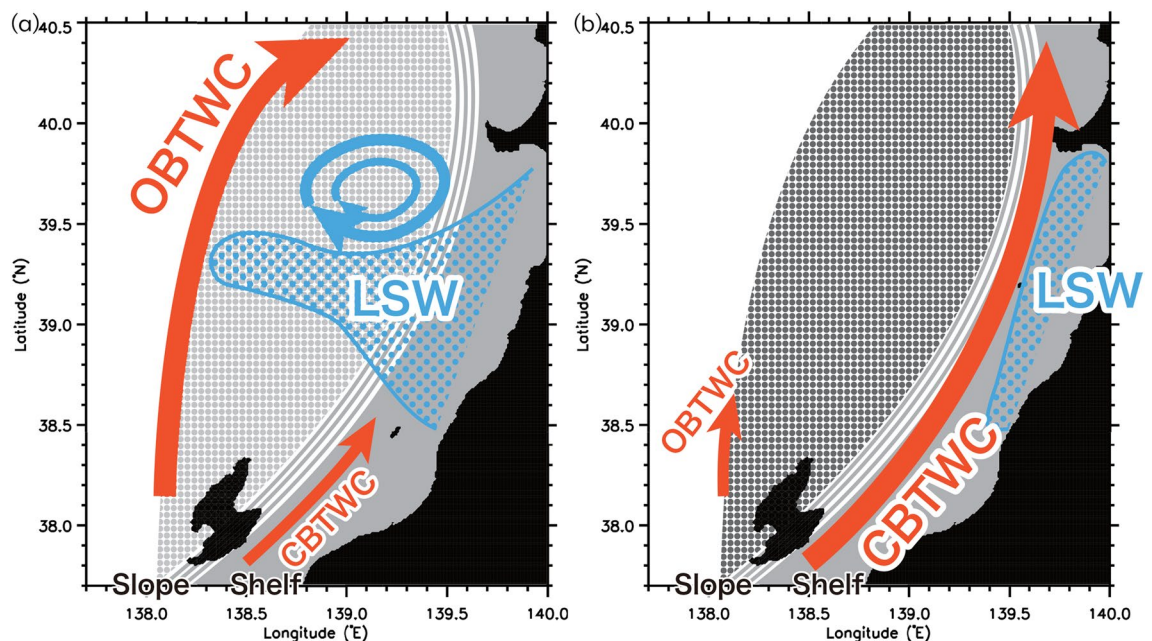 (a)
40.5
40.0
39.5
39.0
38.5
38.0
Latitude (°N)
OBTWC
LSW
CBTWC
Slope
Shelf
138.0
138.5
139.0
139.5
140.0
Longitude (°E)
(b)
40.5
40.0
39.5
39.0
38.5
38.0
Latitude (°N)
OBTWC
LSW
CBTWC
Slope
Shelf
138.0
138.5
139.0
139.5
140.0
Longitude (°E)